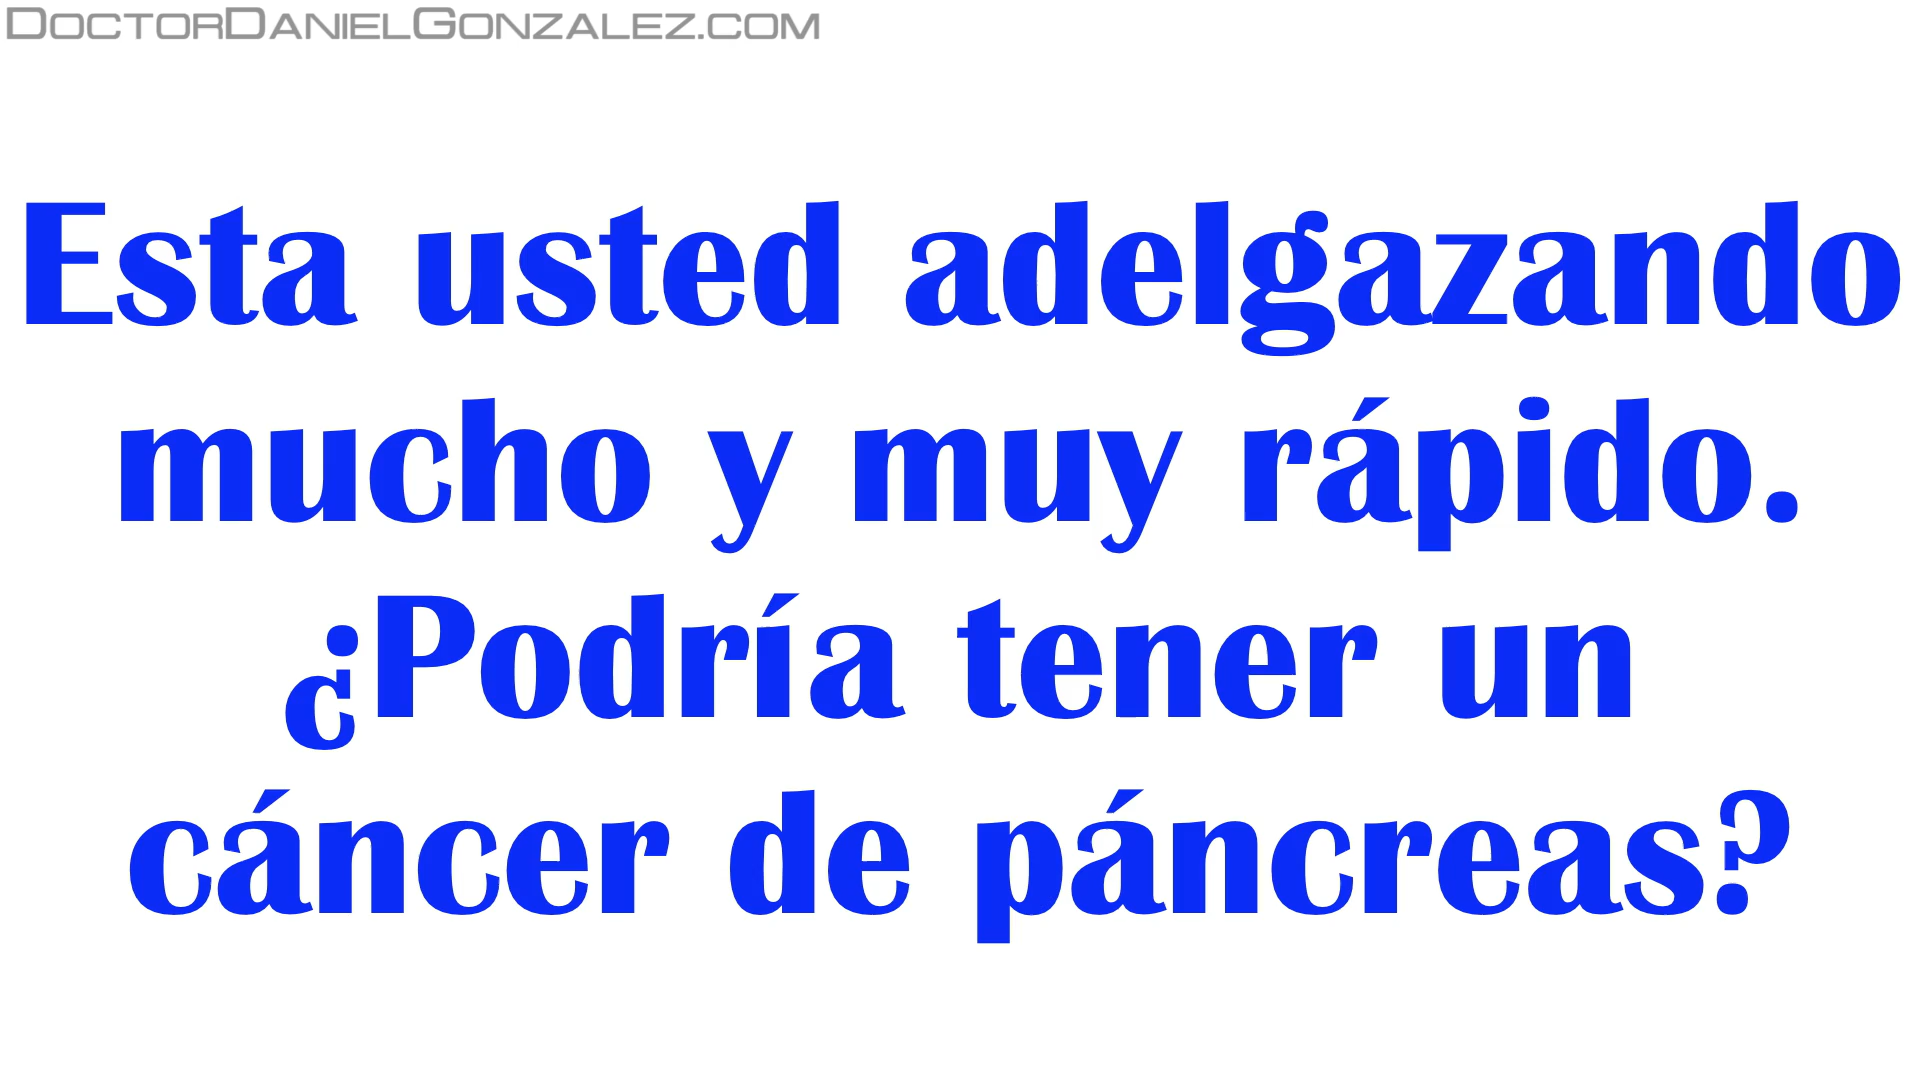 DOCTORDANIELGONZALEZ.COM
Esta usted adelgazando
mucho y muy rápido.
¿Podría tener un
cáncer de páncreas?